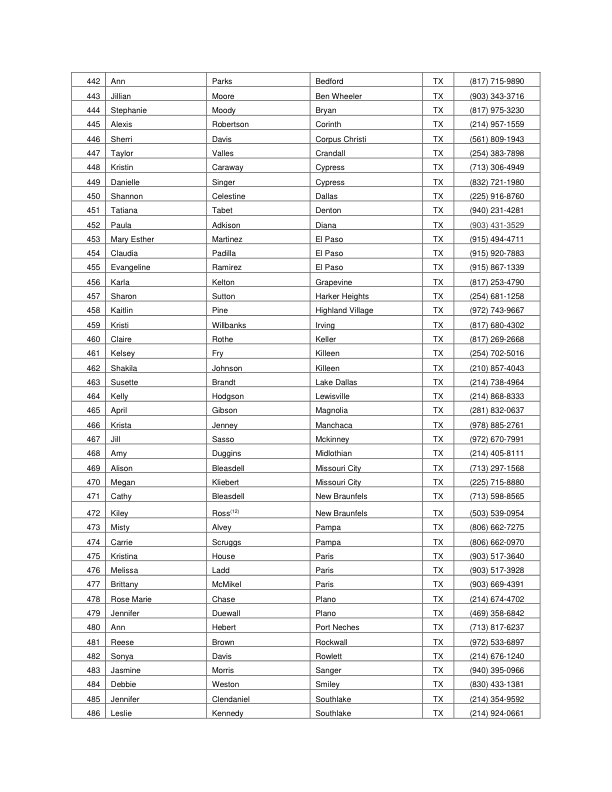 442 Ann Parks Bedford TX (817) 715-9890
443 Jillian Moore Ben Wheeler TX (903) 343-3716
444 Stephanie Moody Bryan TX (817) 975-3230
445 Alexis Robertson Corinth TX (214) 957-1559
446 Sherri Davis Corpus Christi TX (561) 809-1943
447 Taylor Valles Crandall TX (254) 383-7898
448 Kristin Caraway Cypress TX (713) 306-4949
449 Danielle Singer Cypress TX (832) 721-1980
450 Shannon Celestine Dallas TX (225) 916-8760
451 Tatiana Tabet Denton TX (940) 231-4281
452 Paula Adkison Diana TX (903) 431-3529
453 Mary Esther Martinez El Paso TX (915) 494-4711
454 Claudia Padilla El Paso TX (915) 920-7883
455 Evangeline Ramirez El Paso TX (915) 867-1339
456 Karla Kelton Grapevine TX (817) 253-4790
457 Sharon Sutton Harker Heights TX (254) 681-1258
458 Kaitlin Pine Highland Village TX (972) 743-9667
459 Kristi Willbanks Irving TX (817) 680-4302
460 Claire Rothe Keller TX (817) 269-2668
461 Kelsey Fry Killeen TX (254) 702-5016
462 Shakila Johnson Killeen TX (210) 857-4043
463 Susette Brandt Lake Dallas TX (214) 738-4964
464 Kelly Hodgson Lewisville TX (214) 868-8333
465 April Gibson Magnolia TX (281) 832-0637
466 Krista Jenney Manchaca TX (978) 885-2761
467 Jill Sasso Mckinney TX (972) 670-7991
468 Amy Duggins Midlothian TX (214) 405-8111
469 Alison Bleasdell Missouri City TX (713) 297-1568
470 Megan Kliebert Missouri City TX (225) 715-8880
471 Cathy Bleasdell New Braunfels TX (713) 598-8565
472 Kiley Ross(12) New Braunfels TX (503) 539-0954
473 Misty Alvey Pampa TX (806) 662-7275
474 Carrie Scruggs Pampa TX (806) 662-0970
475 Kristina House Paris TX (903) 517-3640
476 Melissa Ladd Paris TX (903) 517-3928
477 Brittany McMikel Paris TX (903) 669-4391
478 Rose Marie Chase Plano TX (214) 674-4702
479 Jennifer Duewall Plano TX (469) 358-6842
480 Ann Hebert Port Neches TX (713) 817-6237
481 Reese Brown Rockwall TX (972) 533-6897
482 Sonya Davis Rowlett TX (214) 676-1240
483 Jasmine Morris Sanger TX (940) 395-0966
484 Debbie Weston Smiley TX (830) 433-1381
485 Jennifer Clendaniel Southlake TX (214) 354-9592
486 Leslie Kennedy Southlake TX (214) 924-0661